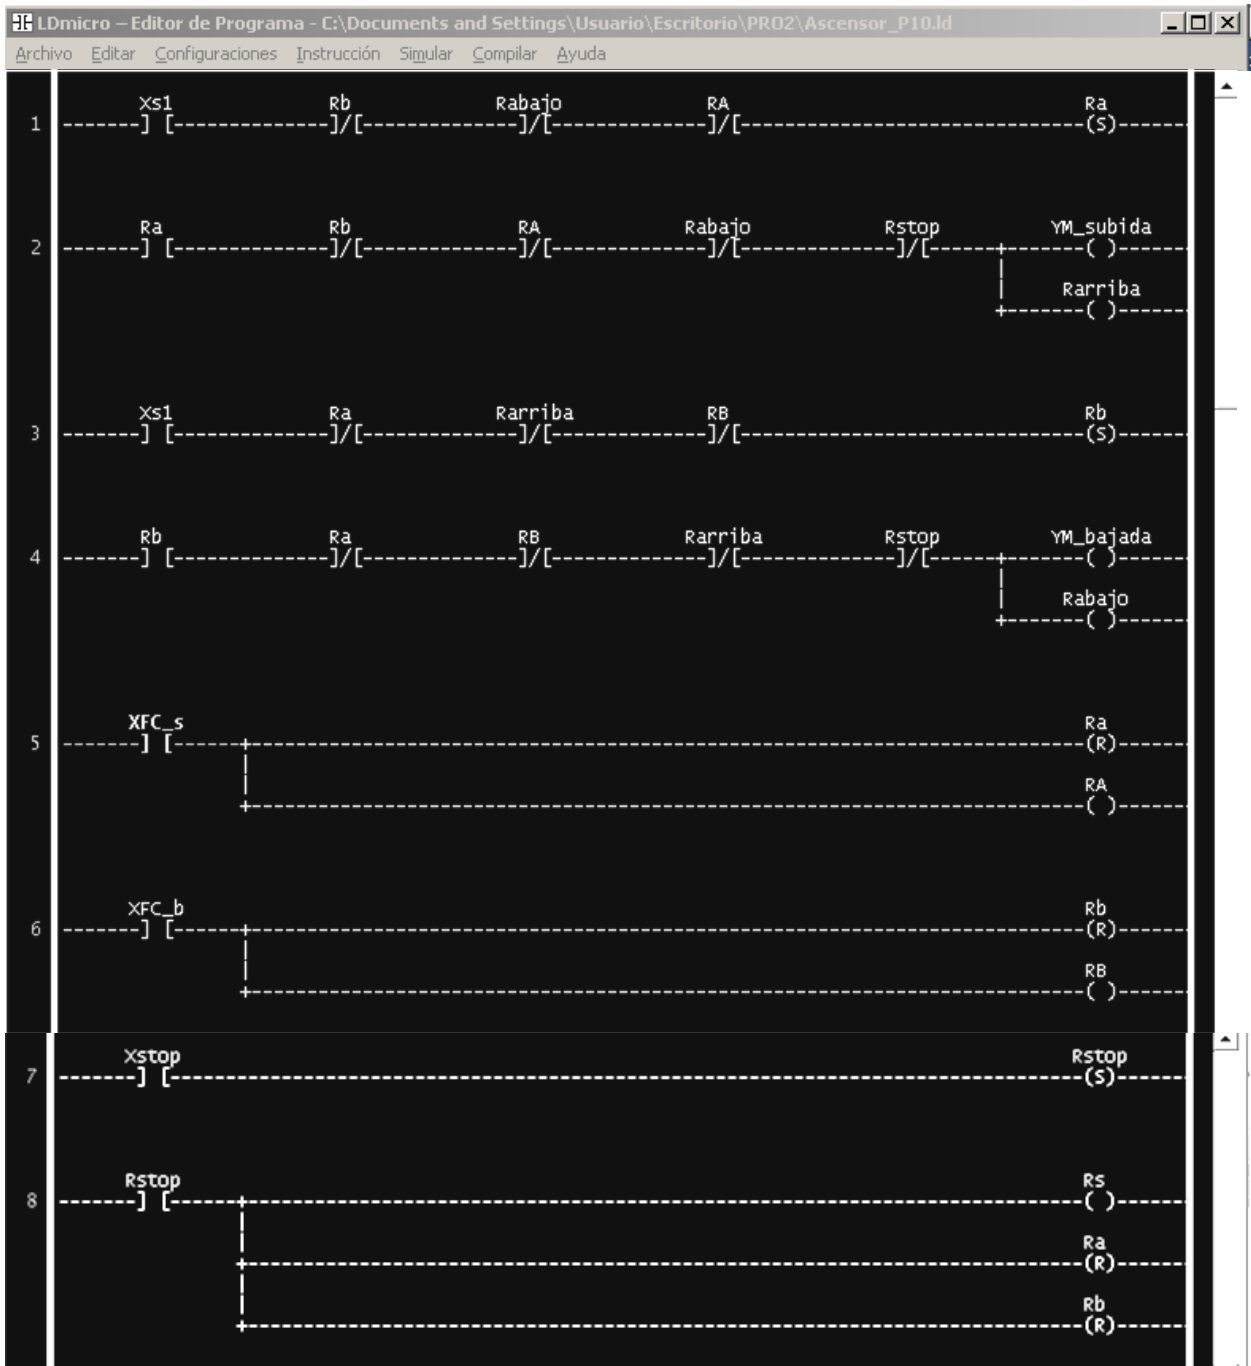 LDmicro – Editor de Programa - C:\Documents and Settings\Usuario\Escritorio\PRO2\Ascensor_P10.ld
Archivo Editar Configuraciones Instrucción Simular Compilar Ayuda
Xs1 Rb Rabajo RA Ra
1 -------] [-------------]/[-------------]/[-------------]/[-----------------------------(S)------
Ra Rb RA Rabajo Rstop YM_subida
2 -------] [-------------]/[-------------]/[-------------]/[-------------]/[------+-------( )------
Rarriba
+-------( )------
Xs1 Ra Rarriba RB Rb
3 -------] [-------------]/[-------------]/[-------------]/[-----------------------------(S)------
Rb Ra RB Rarriba Rstop YM_bajada
4 -------] [-------------]/[-------------]/[-------------]/[-------------]/[------+-------( )------
Rabajo
+-------( )------
XFC_s Ra
5 -------] [------+--------------------------------------------------------------(R)------
RA
+--------------------------------------------------------------( )------
XFC_b Rb
6 -------] [------+--------------------------------------------------------------(R)------
RB
+--------------------------------------------------------------( )------
Xstop Rstop
7 -------] [---------------------------------------------------------------------(S)------
Rstop Rs
8 -------] [------+--------------------------------------------------------------( )------
Ra
+--------------------------------------------------------------(R)------
Rb
+--------------------------------------------------------------(R)------